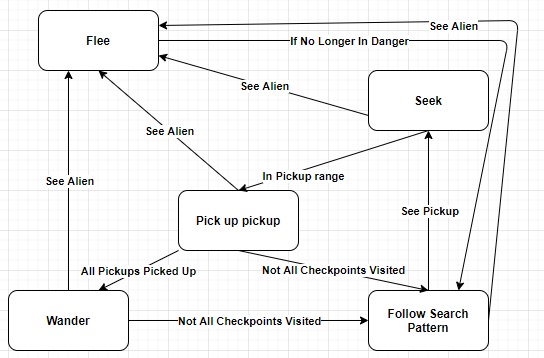 See Alien
Flee
If No Longer In Danger
See Alien
Seek
See Alien
In Pickup range
See Alien
See Pickup
Pick up pickup
All Pickups Picked Up
Not All Checkpoints Visited
Wander
Not All Checkpoints Visited
Follow Search
Pattern